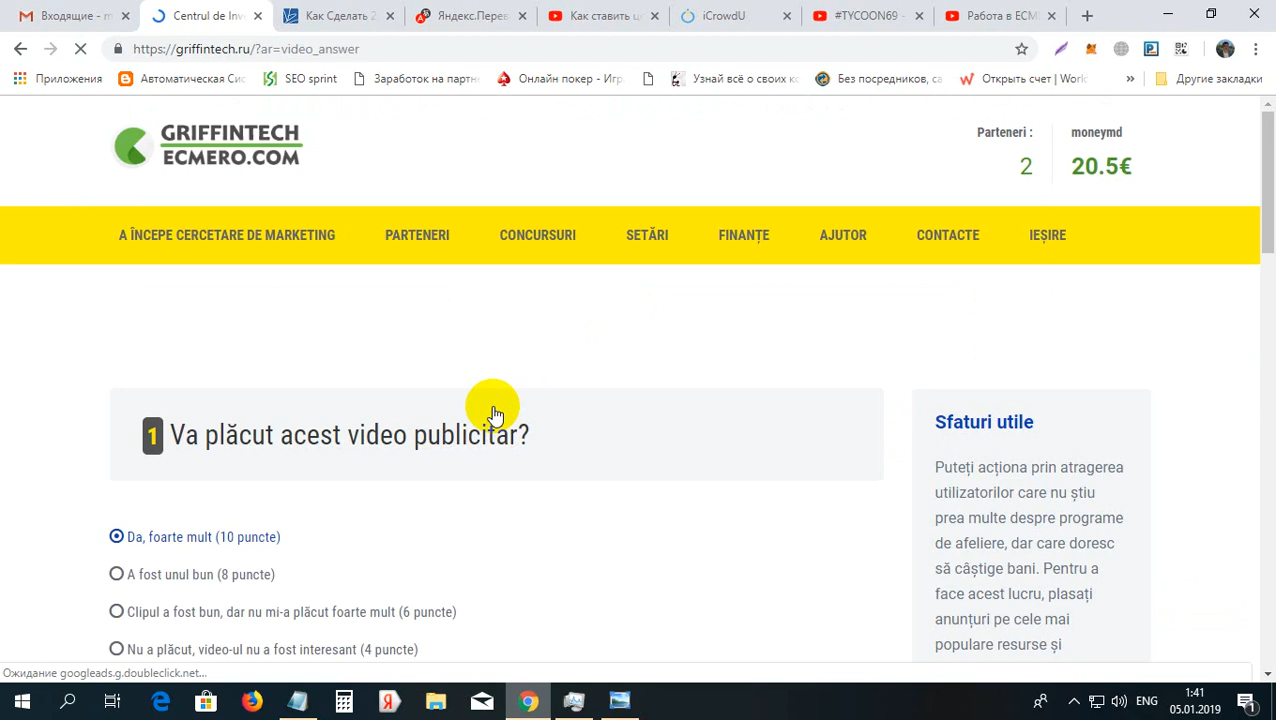 Входящие - m
Centrul de Inv
Как Сделать 2
Яндекс.Перев
Как ставить ц
iCrowdU
#TYCOON69 -
Работа в ECM
https://griffintech.ru/?ar=video_answer
Приложения
Автоматическая Сис
SEO sprint
Заработок на партн
Онлайн покер - Игр
Узнай всё о своих к
Без посредников, са
Открыть счет | Work
»
Другие закладки
GRIFFINTECH
ECMERO.COM
Parteneri :
moneymd
2
20.5€
A ÎNCEPE CERCETARE DE MARKETING
PARTENERI
CONCURSURI
SETĂRI
FINANȚE
AJUTOR
CONTACTE
IEȘIRE
1 Va plăcut acest video publicitar?
Da, foarte mult (10 puncte)
A fost unul bun (8 puncte)
Clipul a fost bun, dar nu mi-a plăcut foarte mult (6 puncte)
Nu a plăcut, video-ul nu a fost interesant (4 puncte)
Sfaturi utile
Puteți acționa prin atragerea
utilizatorilor care nu știu
prea multe despre programe
de afeliere, dar care doresc
să câștige bani. Pentru a
face acest lucru, plasați
anunțuri pe cele mai
populare resurse și
Ожидание googleads.g.doubleclick.net...
ENG
1:41
05.01.2019
1